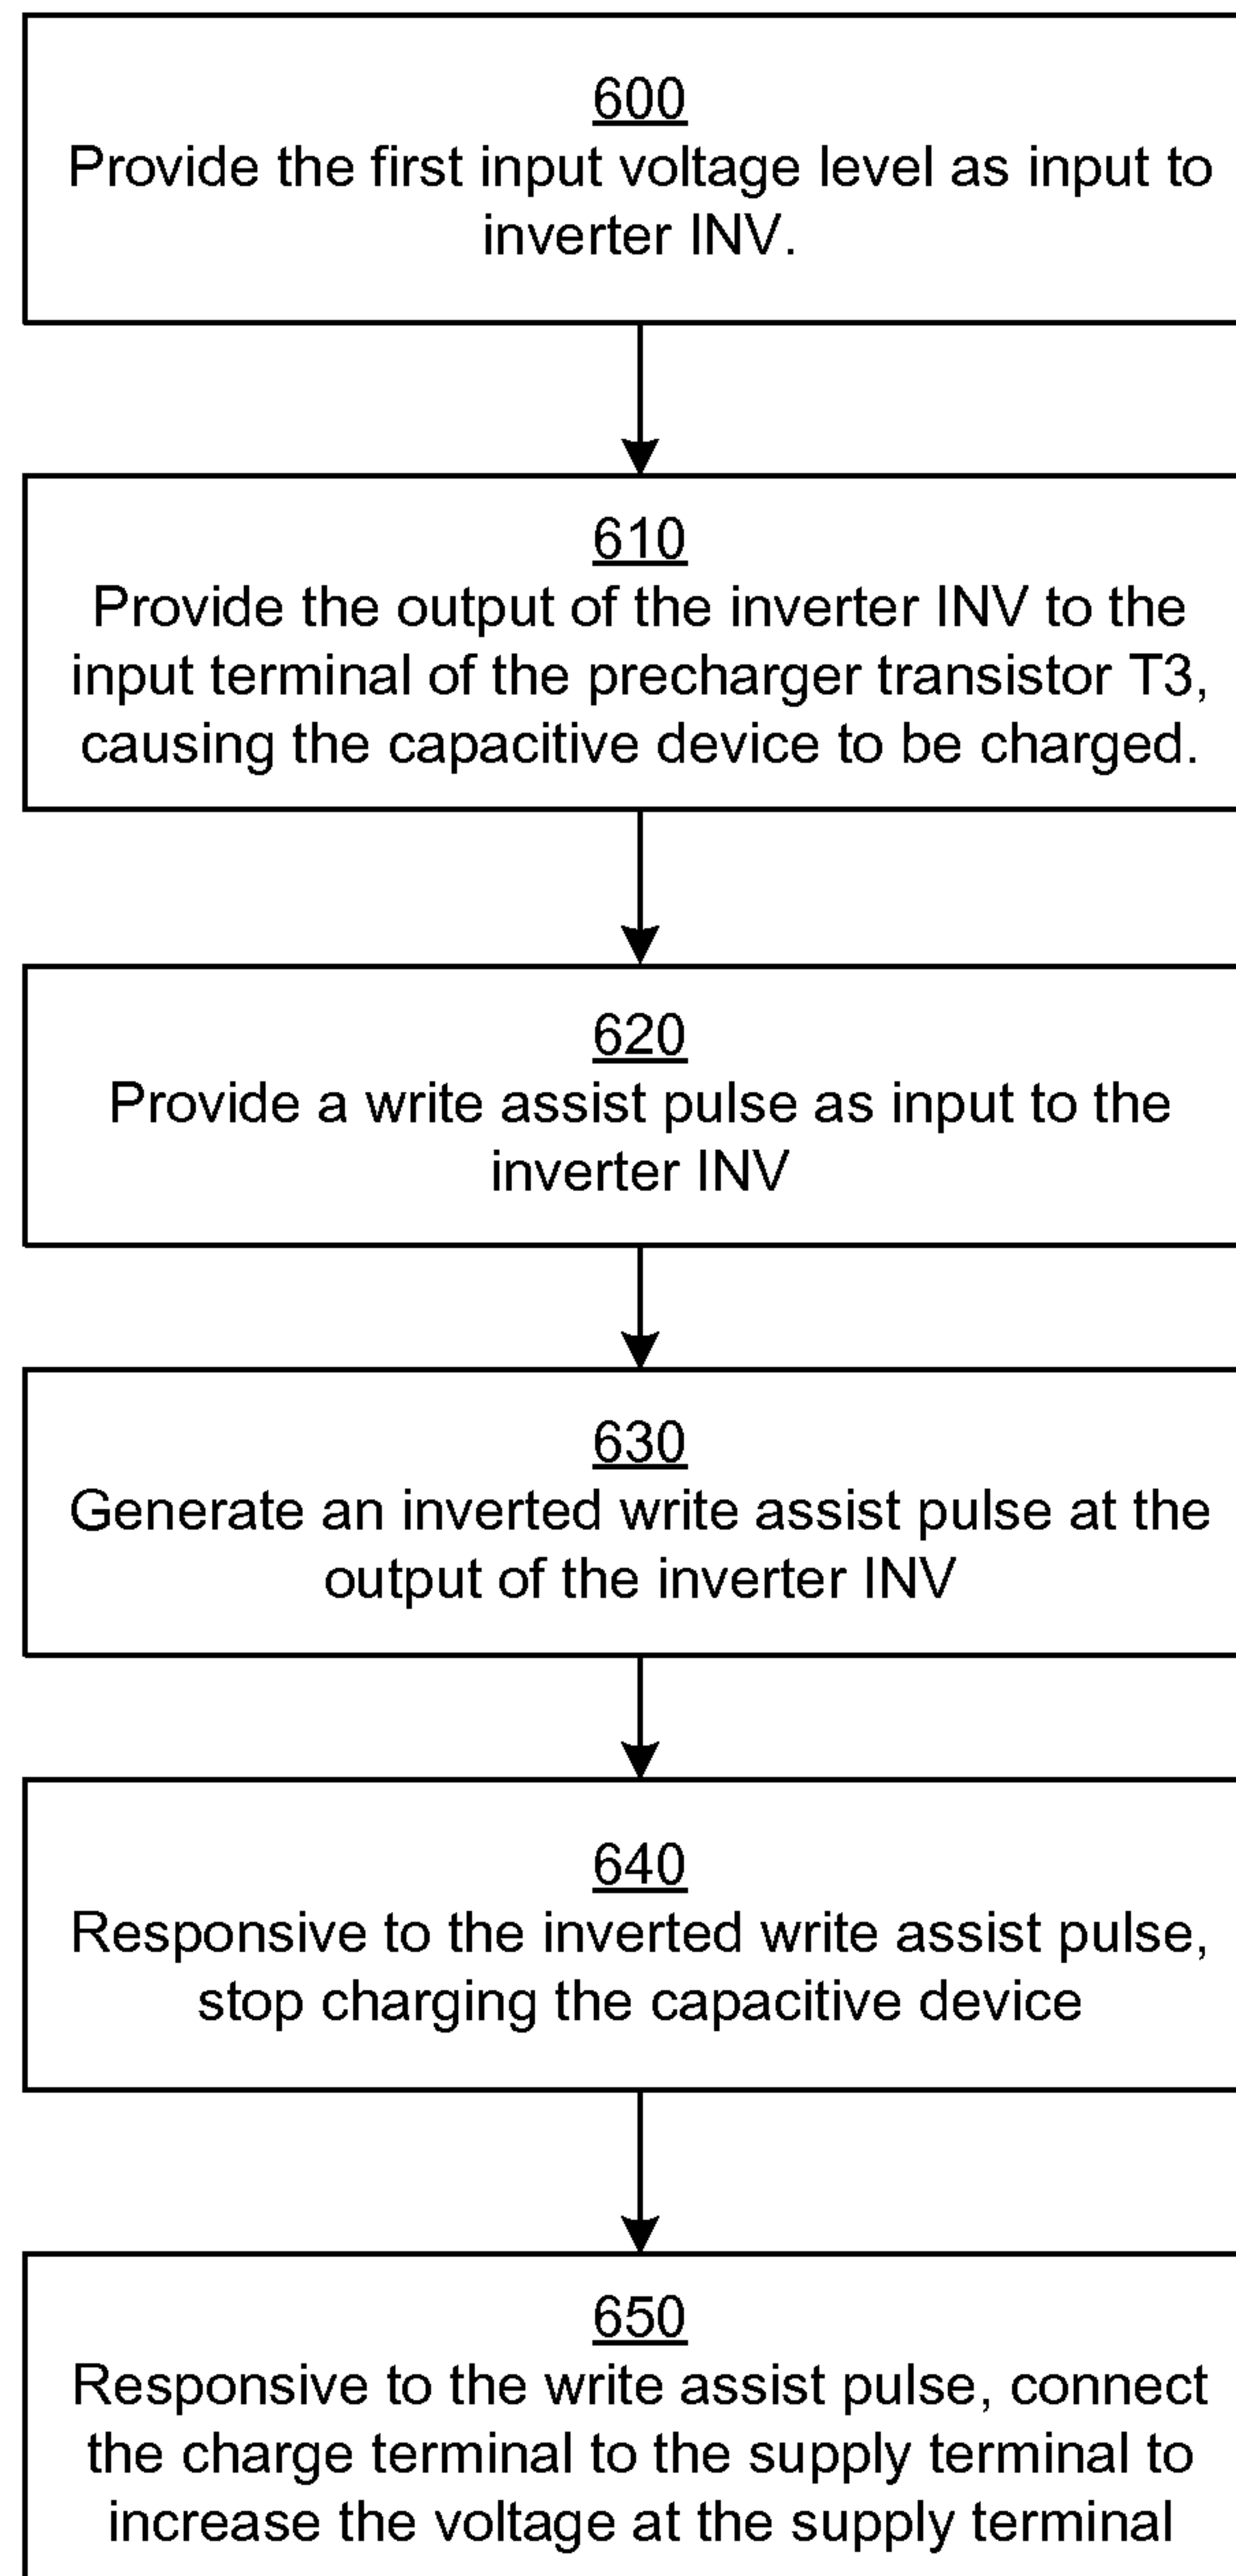 600
Provide the first input voltage level as input to
inverter INV.
610
Provide the output of the inverter INV to the
input terminal of the precharger transistor T3,
causing the capacitive device to be charged.
620
Provide a write assist pulse as input to the
inverter INV
630
Generate an inverted write assist pulse at the
output of the inverter INV
640
Responsive to the inverted write assist pulse,
stop charging the capacitive device
650
Responsive to the write assist pulse, connect
the charge terminal to the supply terminal to
increase the voltage at the supply terminal